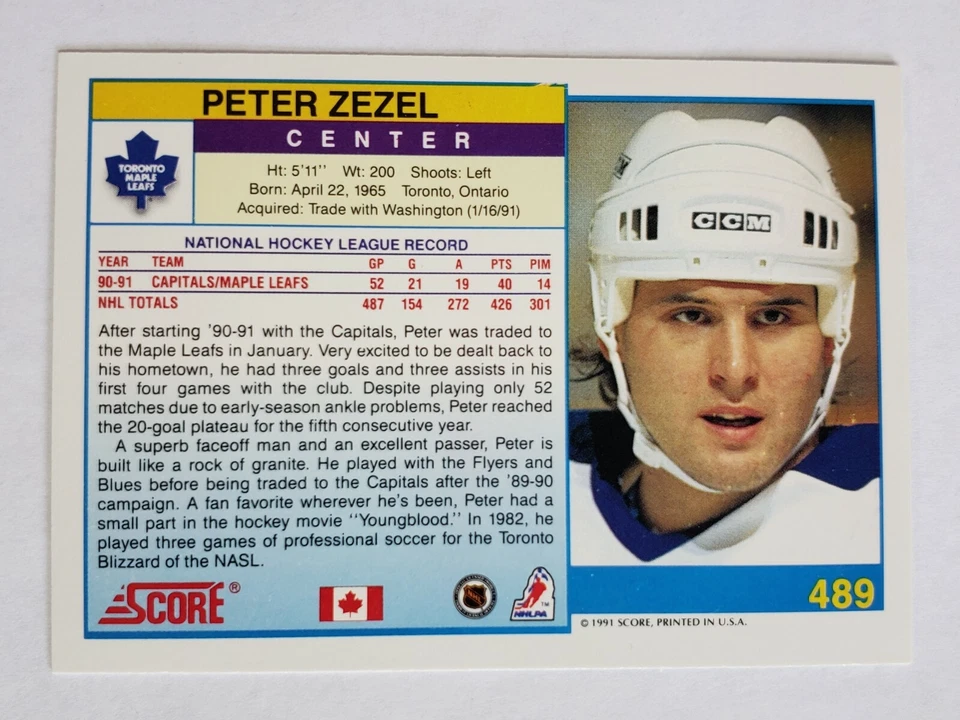 PETER ZEZEL
CENTER
TORONTO
MAPLE
LEAFS
Ht: 5'11'' Wt: 200 Shoots: Left
Born: April 22, 1965 Toronto, Ontario
Acquired: Trade with Washington (1/16/91)
NATIONAL HOCKEY LEAGUE RECORD
YEAR TEAM GP G A PTS PIM
90-91 CAPITALS/MAPLE LEAFS 52 21 19 40 14
NHL TOTALS 487 154 272 426 301
After starting '90-91 with the Capitals, Peter was traded to
the Maple Leafs in January. Very excited to be dealt back to
his hometown, he had three goals and three assists in his
first four games with the club. Despite playing only 52
matches due to early-season ankle problems, Peter reached
the 20-goal plateau for the fifth consecutive year.
A superb faceoff man and an excellent passer, Peter is
built like a rock of granite. He played with the Flyers and
Blues before being traded to the Capitals after the '89-90
campaign. A fan favorite wherever he's been, Peter had a
small part in the hockey movie ''Youngblood.'' In 1982, he
played three games of professional soccer for the Toronto
Blizzard of the NASL.
SCORE®
NHL
NHLPA
TM
CCM
489
© 1991 SCORE, PRINTED IN U.S.A.